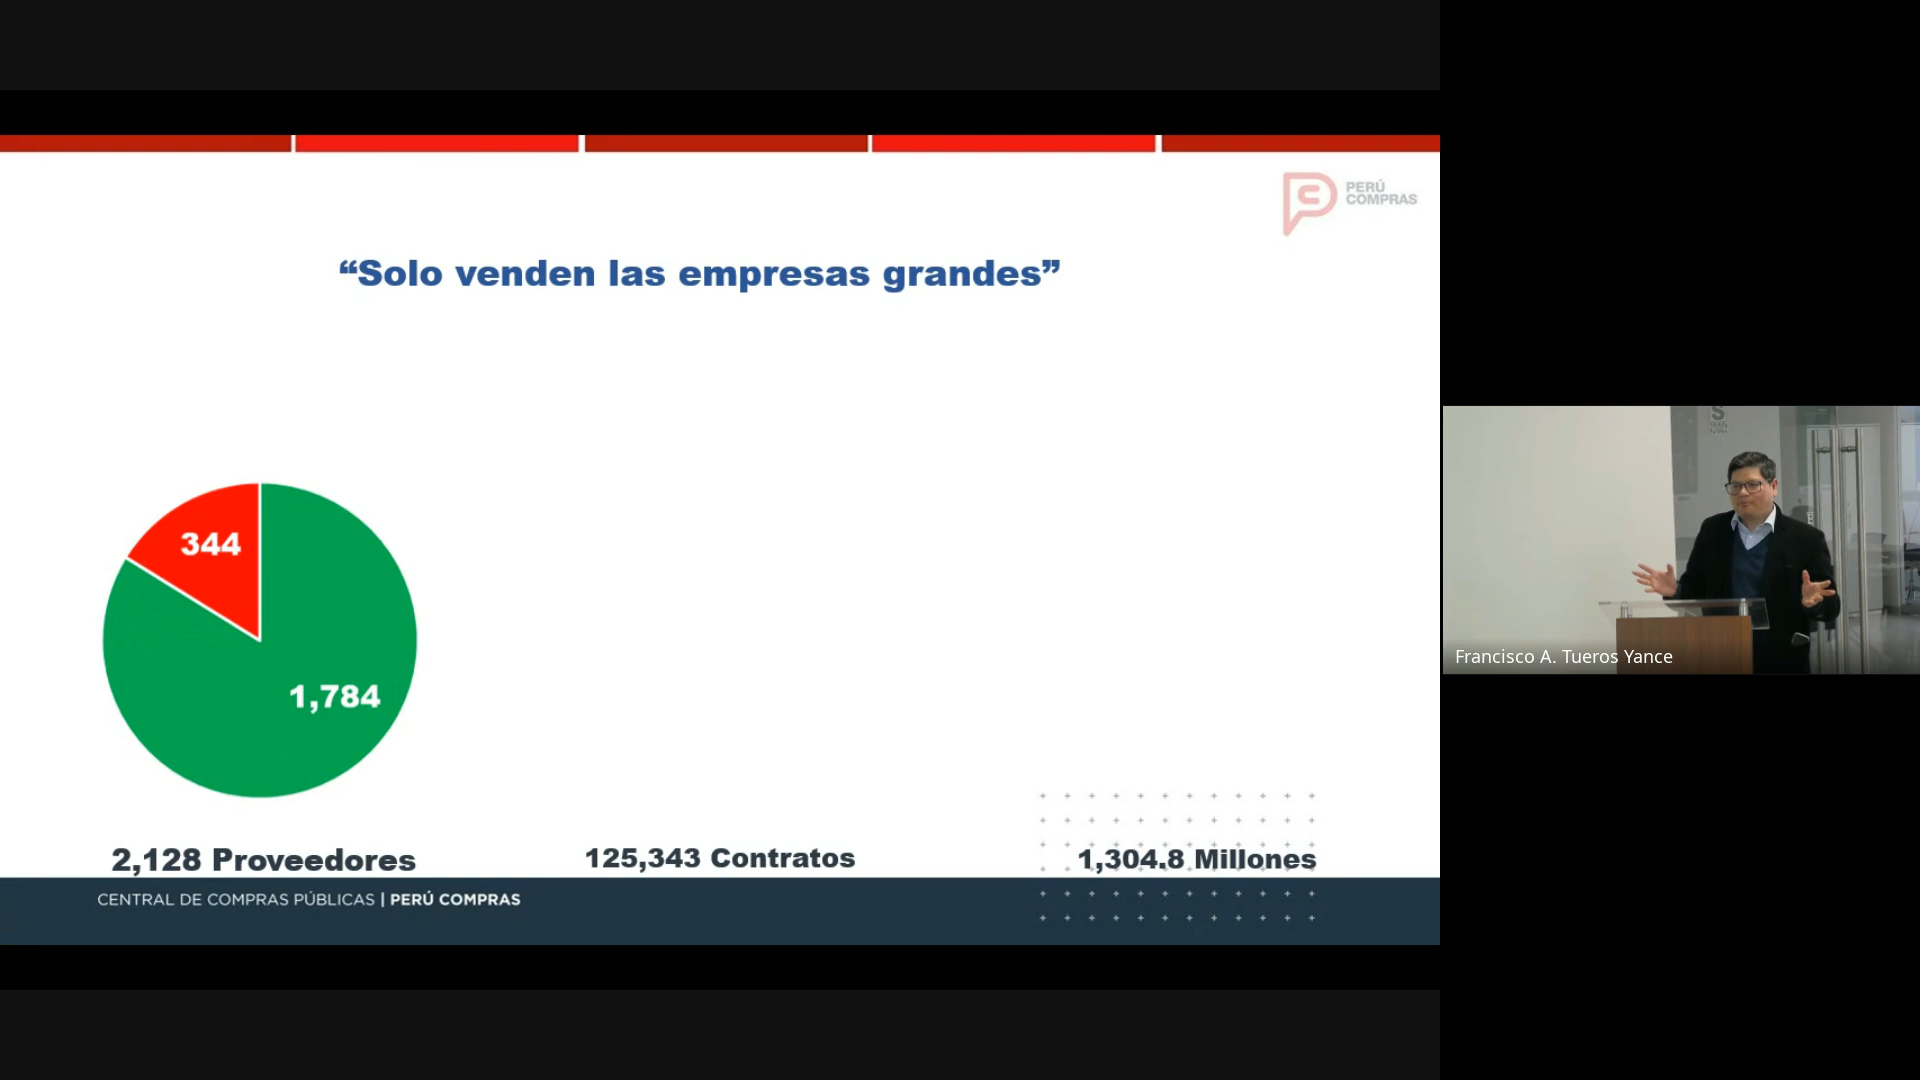 PERÚ
COMPRAS
“Solo venden las empresas grandes”
344
1,784
2,128 Proveedores
125,343 Contratos
1,304.8 Millones
CENTRAL DE COMPRAS PÚBLICAS | PERÚ COMPRAS
S
Francisco A. Tueros Yance